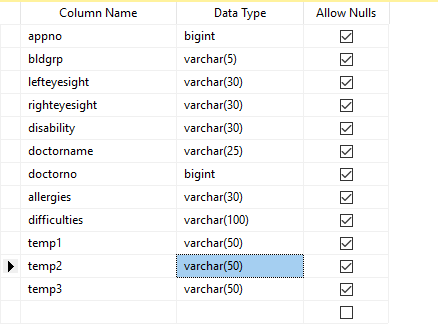 Column Name Data Type Allow Nulls
appno bigint
bldgrp varchar(5)
lefteyesight varchar(30)
righteyesight varchar(30)
disability varchar(30)
doctorname varchar(25)
doctorno bigint
allergies varchar(30)
difficulties varchar(100)
temp1 varchar(50)
temp2 varchar(50)
temp3 varchar(50)